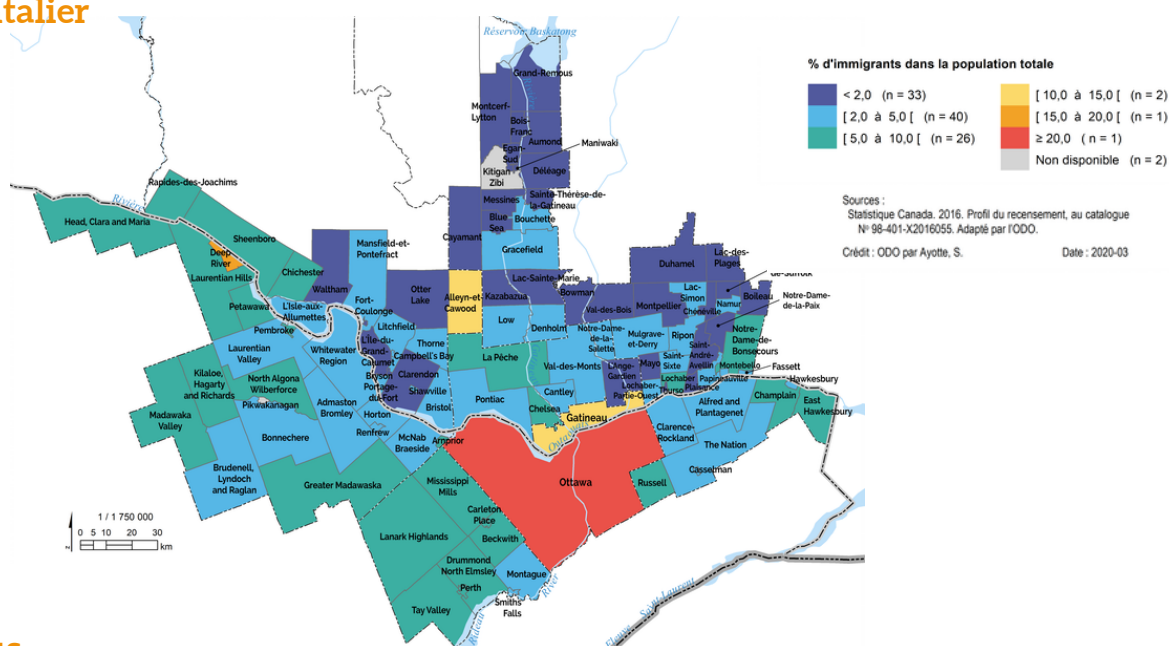 italier
Réservoir Baskatong
Grand-Remous
Montcerf-
Lytton
Bois-
Franc
Aumond
Egan-
Sud
Maniwaki
Kitigan
Zibi
Déléage
Messines
Sainte-Thérèse-de-
la-Gatineau
Blue
Sea
Bouchette
Cayamant
Gracefield
Rapides-des-Joachims
Rivière
Head, Clara and Maria
Sheenboro
Deep
River
Laurentian Hills
Chichester
Waltham
Mansfield-et-
Pontefract
Otter
Lake
Alleyn-et-
Cawood
Kazabazua
Lac-Sainte-Marie
Bowman
Duhamel
Lac-des-
Plages
Petawawa
L'Isle-aux-
Allumettes
Fort-
Coulonge
Pembroke
Litchfield
Low
Denholm
Val-des-Bois
Montpellier
Lac-
Simon
Chénéville
Namur
Boileau
Notre-Dame-
de-la-Paix
Laurentian
Valley
Whitewater
Region
L'Île-du-
Grand-
Calumet
Thorne
Campbell's Bay
La Pêche
Notre-Dame-
de-la-
Salette
Mulgrave-
et-Derry
Ripon
Saint-
André-
Avellin
Notre-
Dame-de-
Bonsecours
Kiloe,
Hagarty
and Richards
North Algona
Wilberforce
Bryson
Portage-
du-Fort
Clarendon
Shawville
Val-des-Monts
L'Ange-
Gardien
Mayo
Saint-
Sixte
Montebello
Fassett
Lochaber-
Partie-Ouest
Lochaber
Thurso
Plaisance
Papineauville
Hawkesbury
Pikwakanagan
Admaston
Bromley
Horton
Bristol
Pontiac
Cantley
Chelsea
Gatineau
Alfred and
Plantagenet
Champlain
East
Hawkesbury
Madawaka
Valley
Bonnechere
Renfrew
McNab
Braeside
Arnprior
Clarence-
Rockland
The Nation
Casselman
Brudenell,
Lyndoch
and Raglan
Greater Madawaska
Mississippi
Mills
Ottawa
Russell
Carleton
Place
Lanark Highlands
Beckwith
Drummond
North Elmsley
Montague
Perth
Tay Valley
Smiths
Falls
Rideau
River
Fleuve Saint-Laurent
1 / 1 750 000
0 5 10 20 30
km
% d'immigrants dans la population totale
< 2,0 (n = 33)
[ 2,0 à 5,0 [ (n = 40)
[ 5,0 à 10,0 [ (n = 26)
[ 10,0 à 15,0 [ (n = 2)
[ 15,0 à 20,0 [ (n = 1)
≥ 20,0 ( n = 1)
Non disponible (n = 2)
Sources :
Statistique Canada. 2016. Profil du recensement, au catalogue
Nº 98-401-X2016055. Adapté par l'ODO.
Crédit : ODO par Ayotte, S.
Date : 2020-03